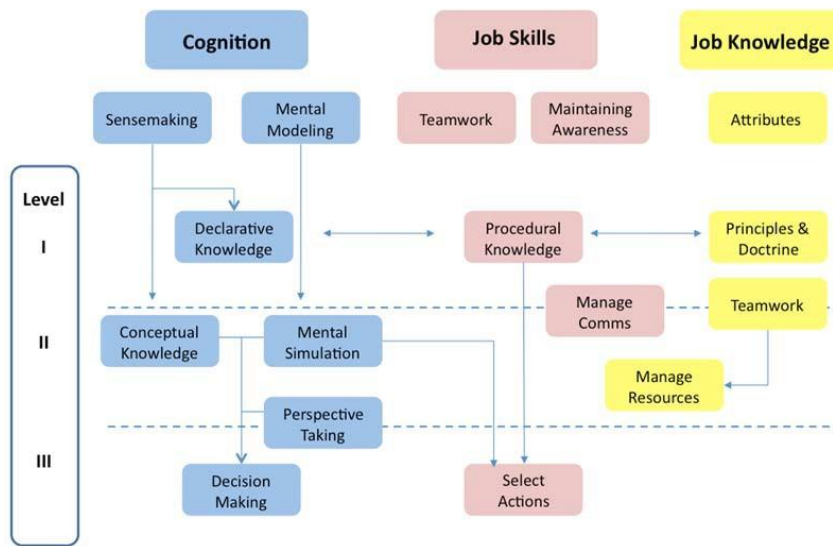 Cognition
Job Skills
Job Knowledge
Sensemaking
Mental
Modeling
Teamwork
Maintaining
Awareness
Attributes
Level
I
Declarative
Knowledge
Procedural
Knowledge
Principles &
Doctrine
II
Conceptual
Knowledge
Mental
Simulation
Manage
Comms
Teamwork
Manage
Resources
Perspective
Taking
III
Decision
Making
Select
Actions